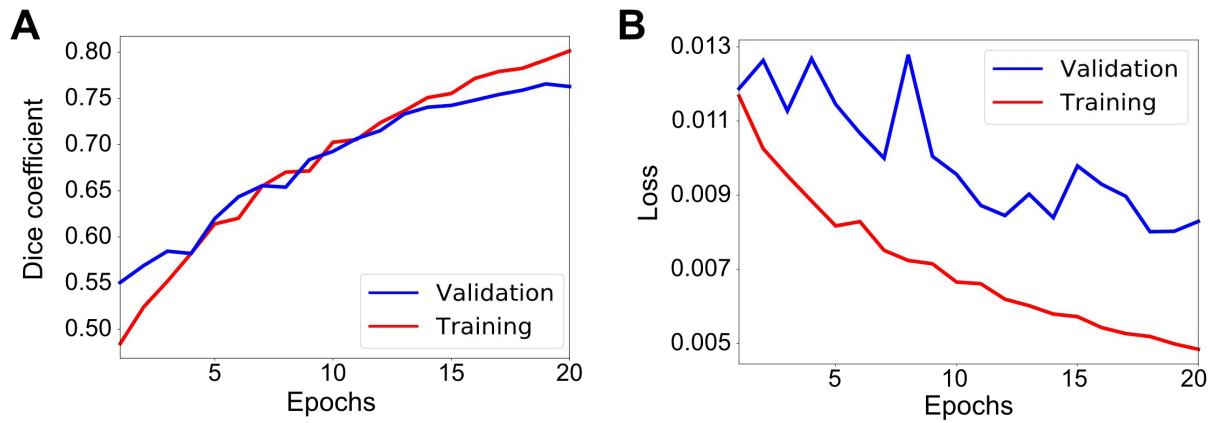 A
Dice coefficient
0.80
0.75
0.70
0.65
0.60
0.55
0.50
Validation
Training
5
10
15
20
Epochs
B
Loss
0.013
0.011
0.009
0.007
0.005
Validation
Training
5
10
15
20
Epochs